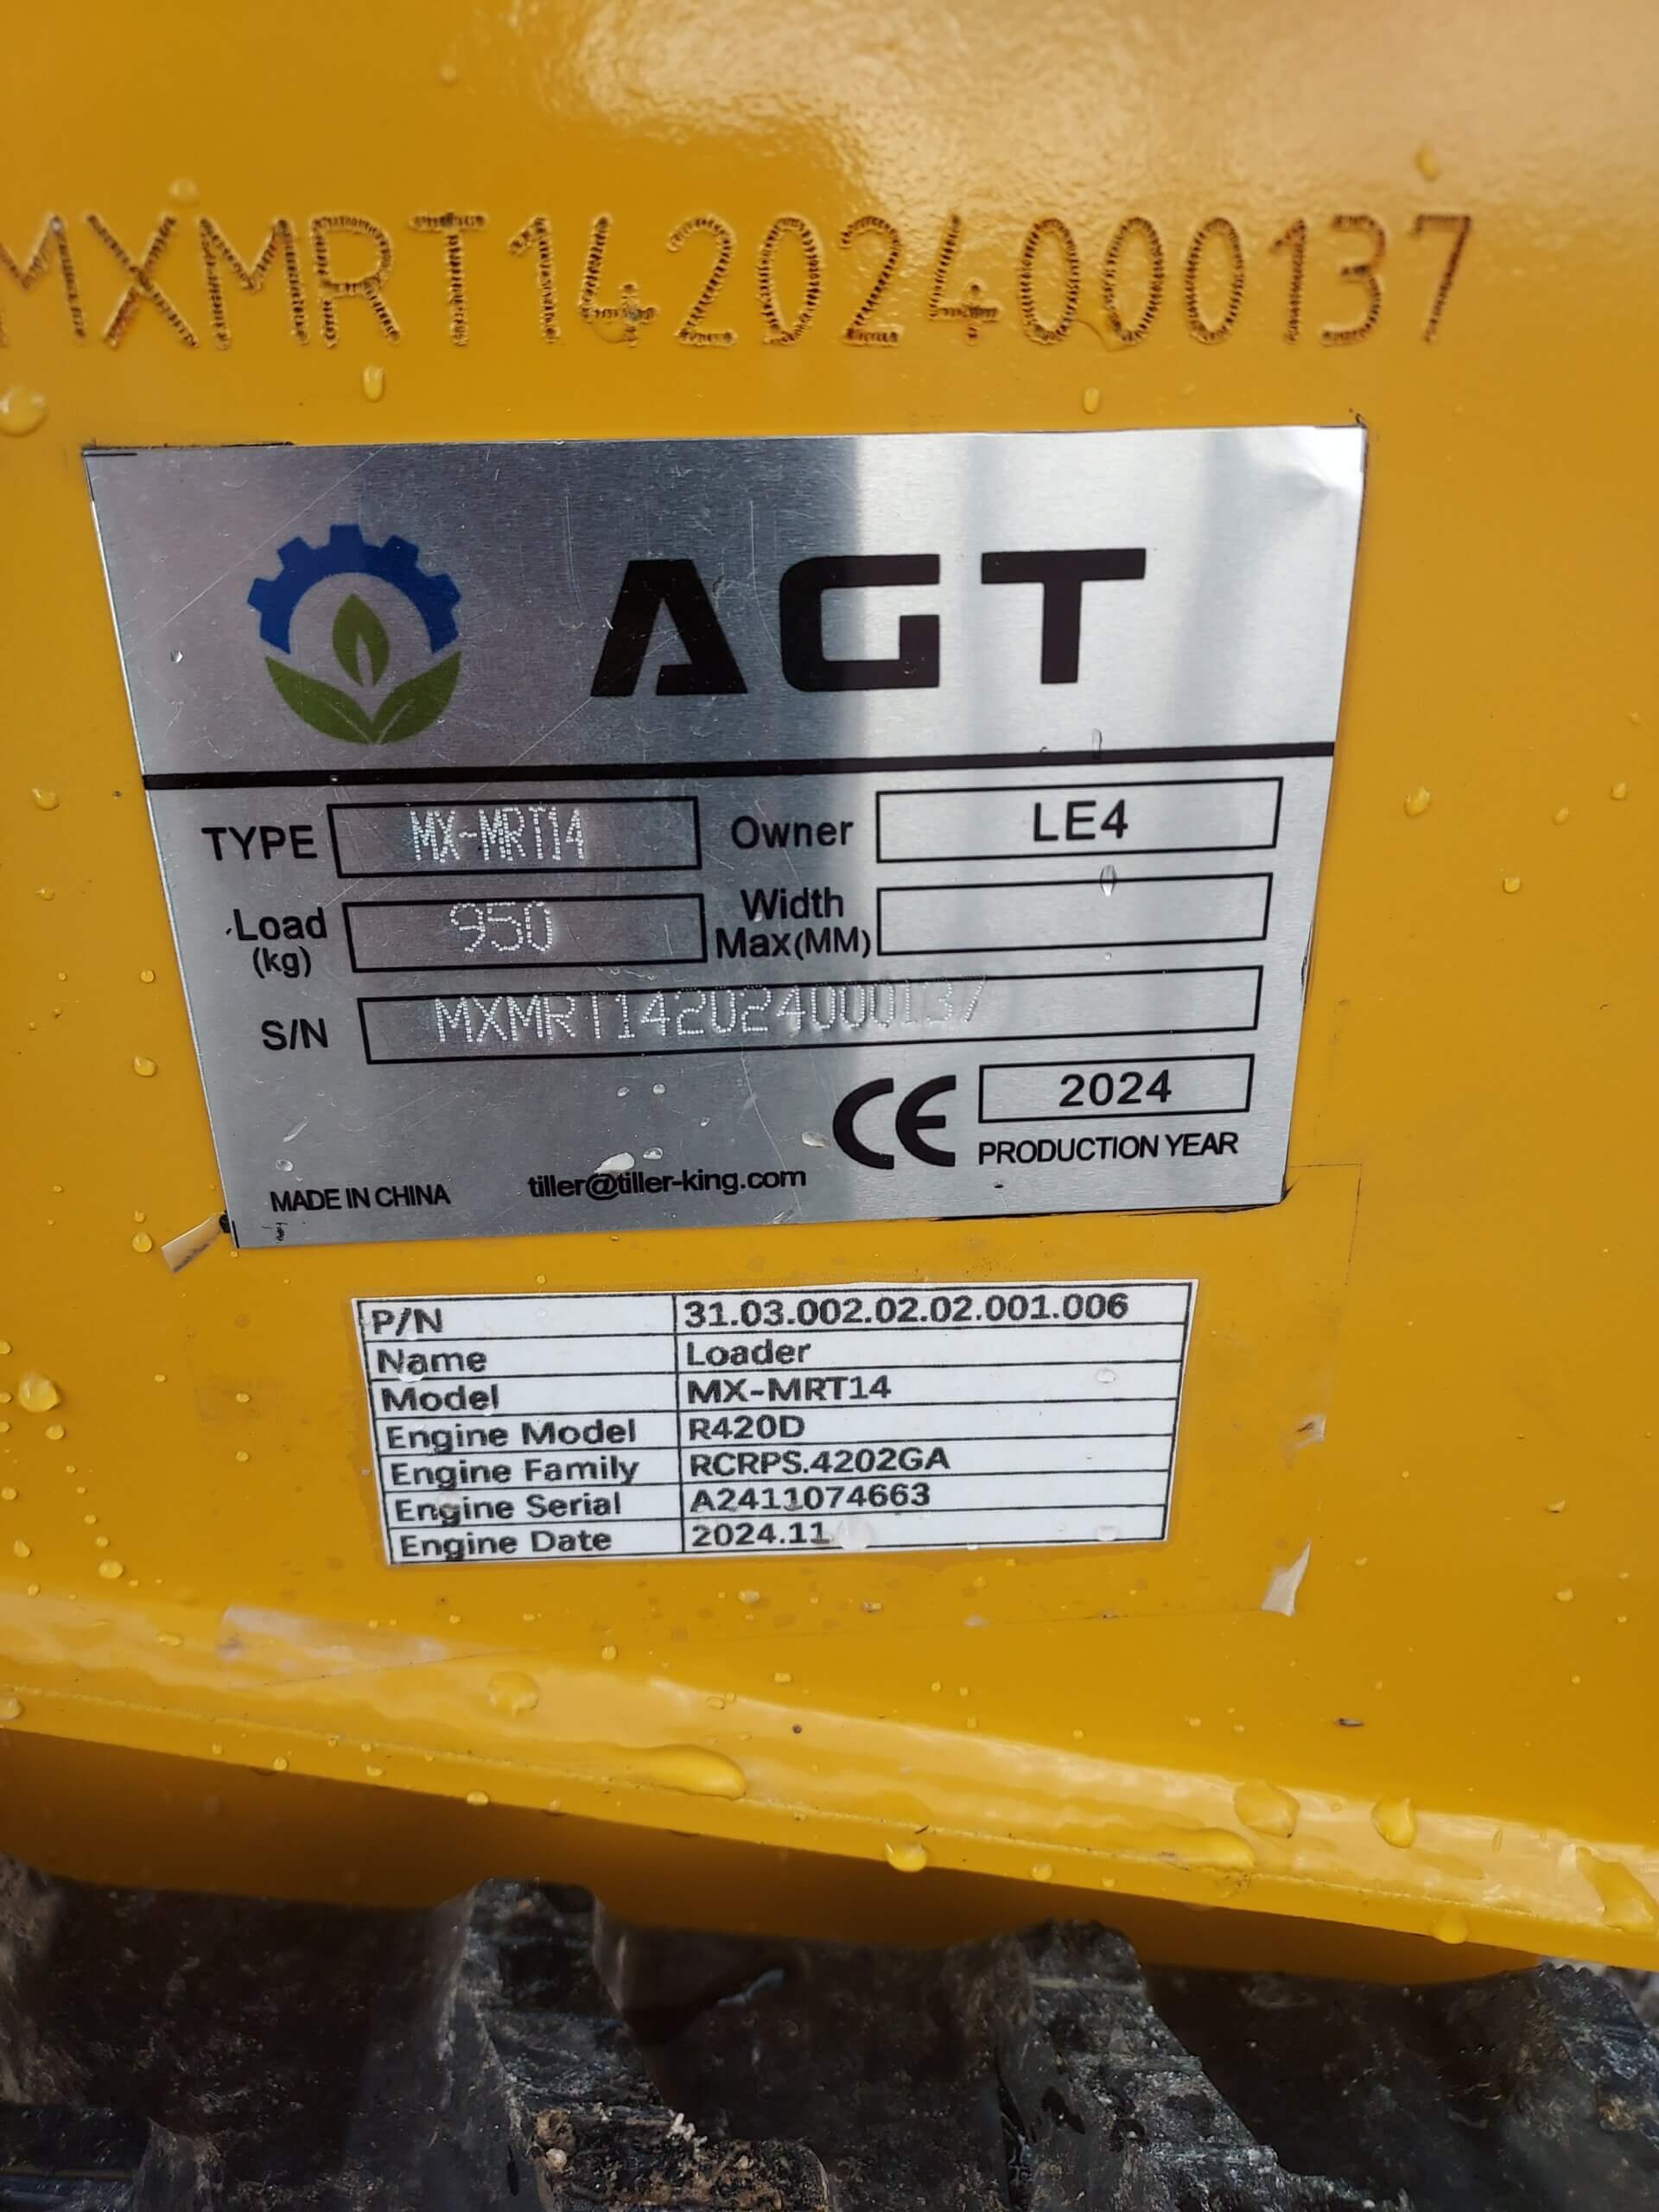 MXMRT142024000137
AGT
TYPE MX-MRT14 Owner LE4
Load (kg) 950 Width Max(MM)
S/N MXMRT142024000137
CE 2024
PRODUCTION YEAR
MADE IN CHINA tiller@tiller-king.com
P/N 31.03.002.02.02.001.006
Name Loader
Model MX-MRT14
Engine Model R420D
Engine Family RCRPS.4202GA
Engine Serial A2411074663
Engine Date 2024.11